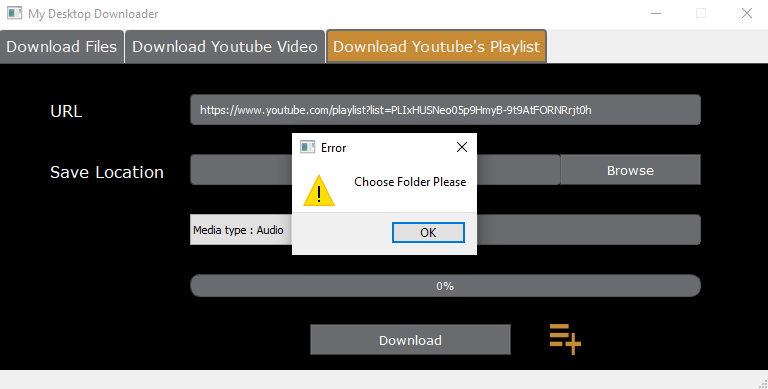 My Desktop Downloader
Download Files
Download Youtube Video
Download Youtube's Playlist
URL
https://www.youtube.com/playlist?list=PLIxHUSNeo05p9HmyB-9t9AtFORNRrjt0h
Error
Choose Folder Please
Save Location
Browse
Media type : Audio
OK
0%
Download